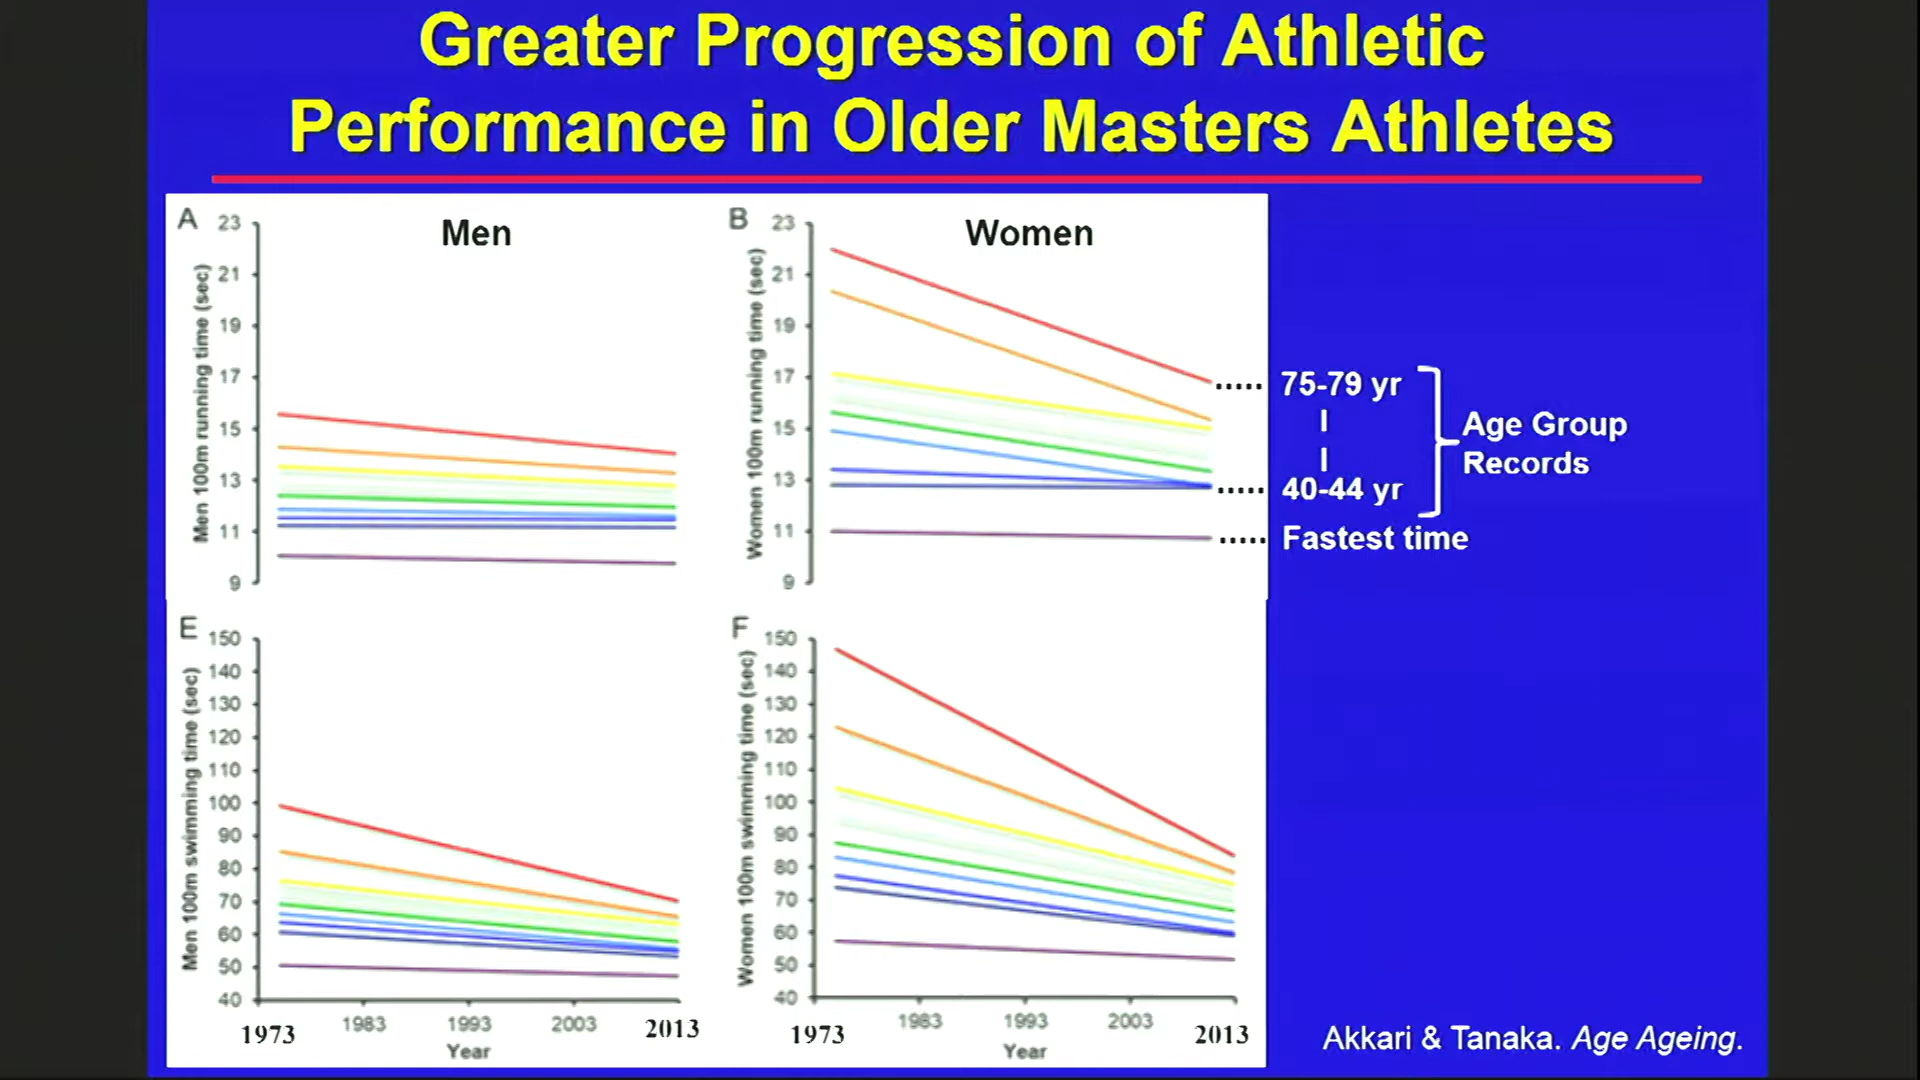 Greater Progression of Athletic
Performance in Older Masters Athletes
A
Men
Men 100m running time (sec)
23
21
19
17
15
13
11
9
B
Women
Women 100m running time (sec)
23
21
19
17
15
13
11
9
75-79 yr
40-44 yr
Age Group
Records
Fastest time
E
Men 100m swimming time (sec)
150
140
130
120
110
100
90
80
70
60
50
40
1973 1983 1993 2003 2013
Year
F
Women 100m swimming time (sec)
150
140
130
120
110
100
90
80
70
60
50
40
1973 1983 1993 2003 2013
Year
Akkari & Tanaka. Age Ageing.